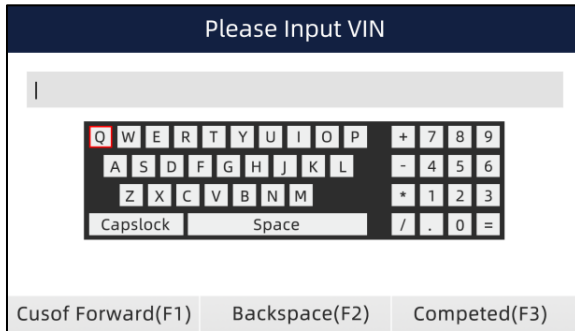 Please Input VIN
Q W E R T Y U I O P + 7 8 9
A S D F G H J K L - 4 5 6
Z X C V B N M * 1 2 3
Capslock Space / . 0 =
Cusof Forward(F1) Backspace(F2) Competed(F3)